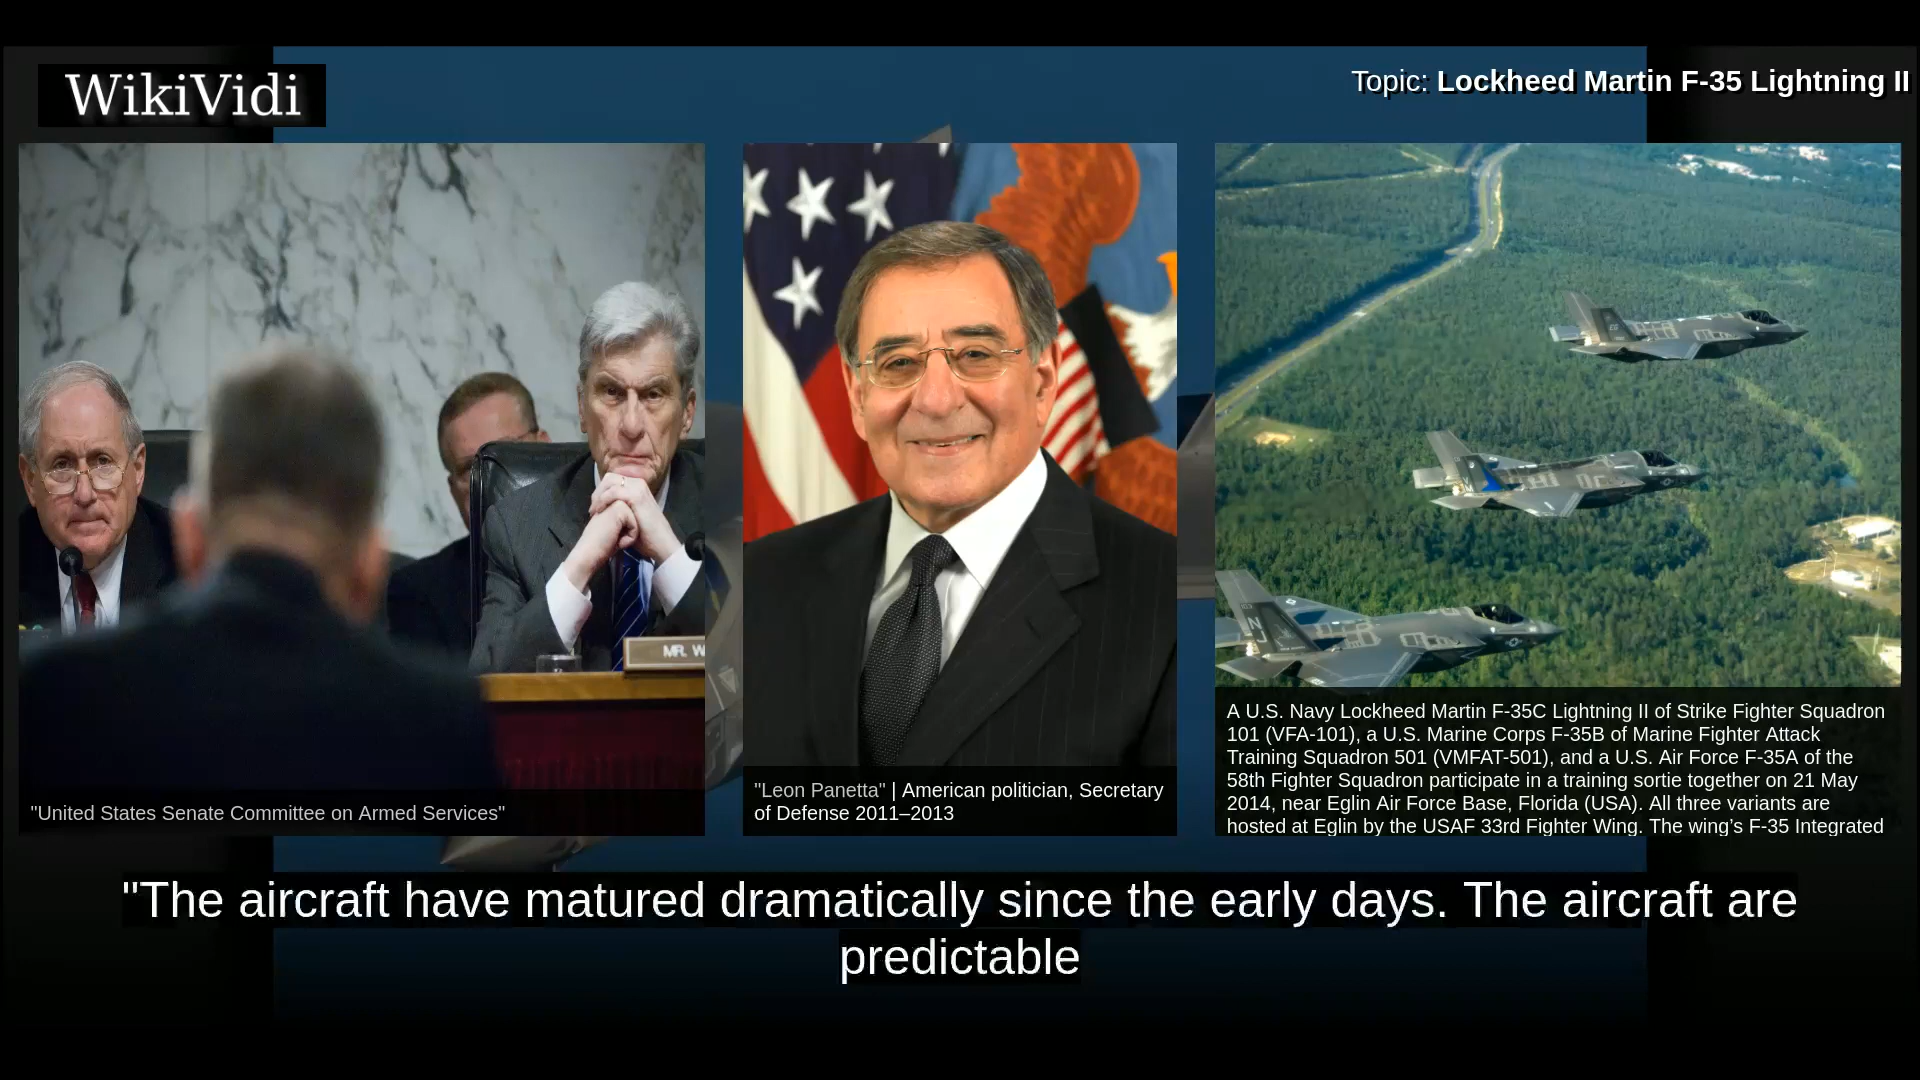 WikiVidi
Topic: Lockheed Martin F-35 Lightning II
MR. W
"United States Senate Committee on Armed Services"
"Leon Panetta" | American politician, Secretary
of Defense 2011–2013
A U.S. Navy Lockheed Martin F-35C Lightning II of Strike Fighter Squadron
101 (VFA-101), a U.S. Marine Corps F-35B of Marine Fighter Attack
Training Squadron 501 (VMFAT-501), and a U.S. Air Force F-35A of the
58th Fighter Squadron participate in a training sortie together on 21 May
2014, near Eglin Air Force Base, Florida (USA). All three variants are
hosted at Eglin by the USAF 33rd Fighter Wing. The wing’s F-35 Integrated
"The aircraft have matured dramatically since the early days. The aircraft are
predictable